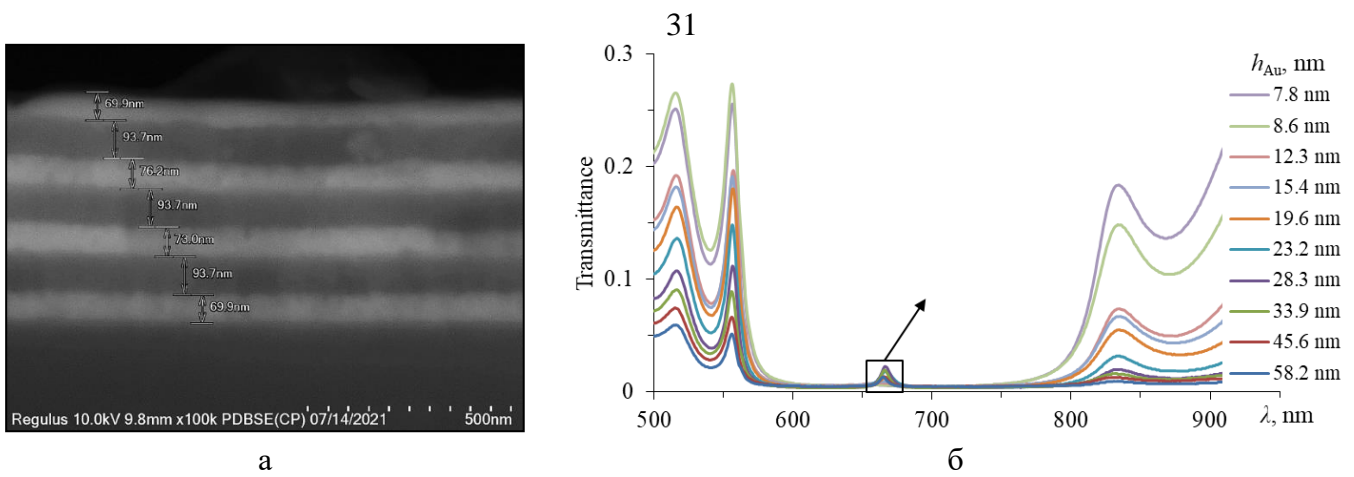 31
69.9nm
93.7nm
76.2nm
93.7nm
73.0nm
93.7nm
69.9nm
Regulus 10.0kV 9.8mm x100k PDBSE(CP) 07/14/2021 500nm
а
0.3
0.2
0.1
0
Transmittance
500 600 700 800 900 λ, nm
hAu, nm
7.8 nm
8.6 nm
12.3 nm
15.4 nm
19.6 nm
23.2 nm
28.3 nm
33.9 nm
45.6 nm
58.2 nm
б